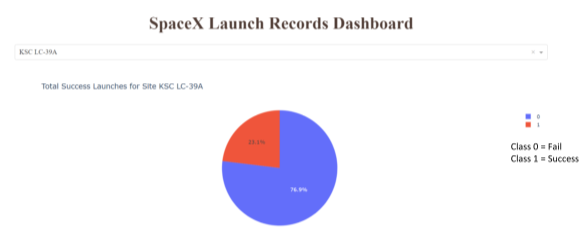 SpaceX Launch Records Dashboard
KSC LC-39A
Total Success Launches for Site KSC LC-39A
0
1
23.1%
76.9%
Class 0 = Fail
Class 1 = Success